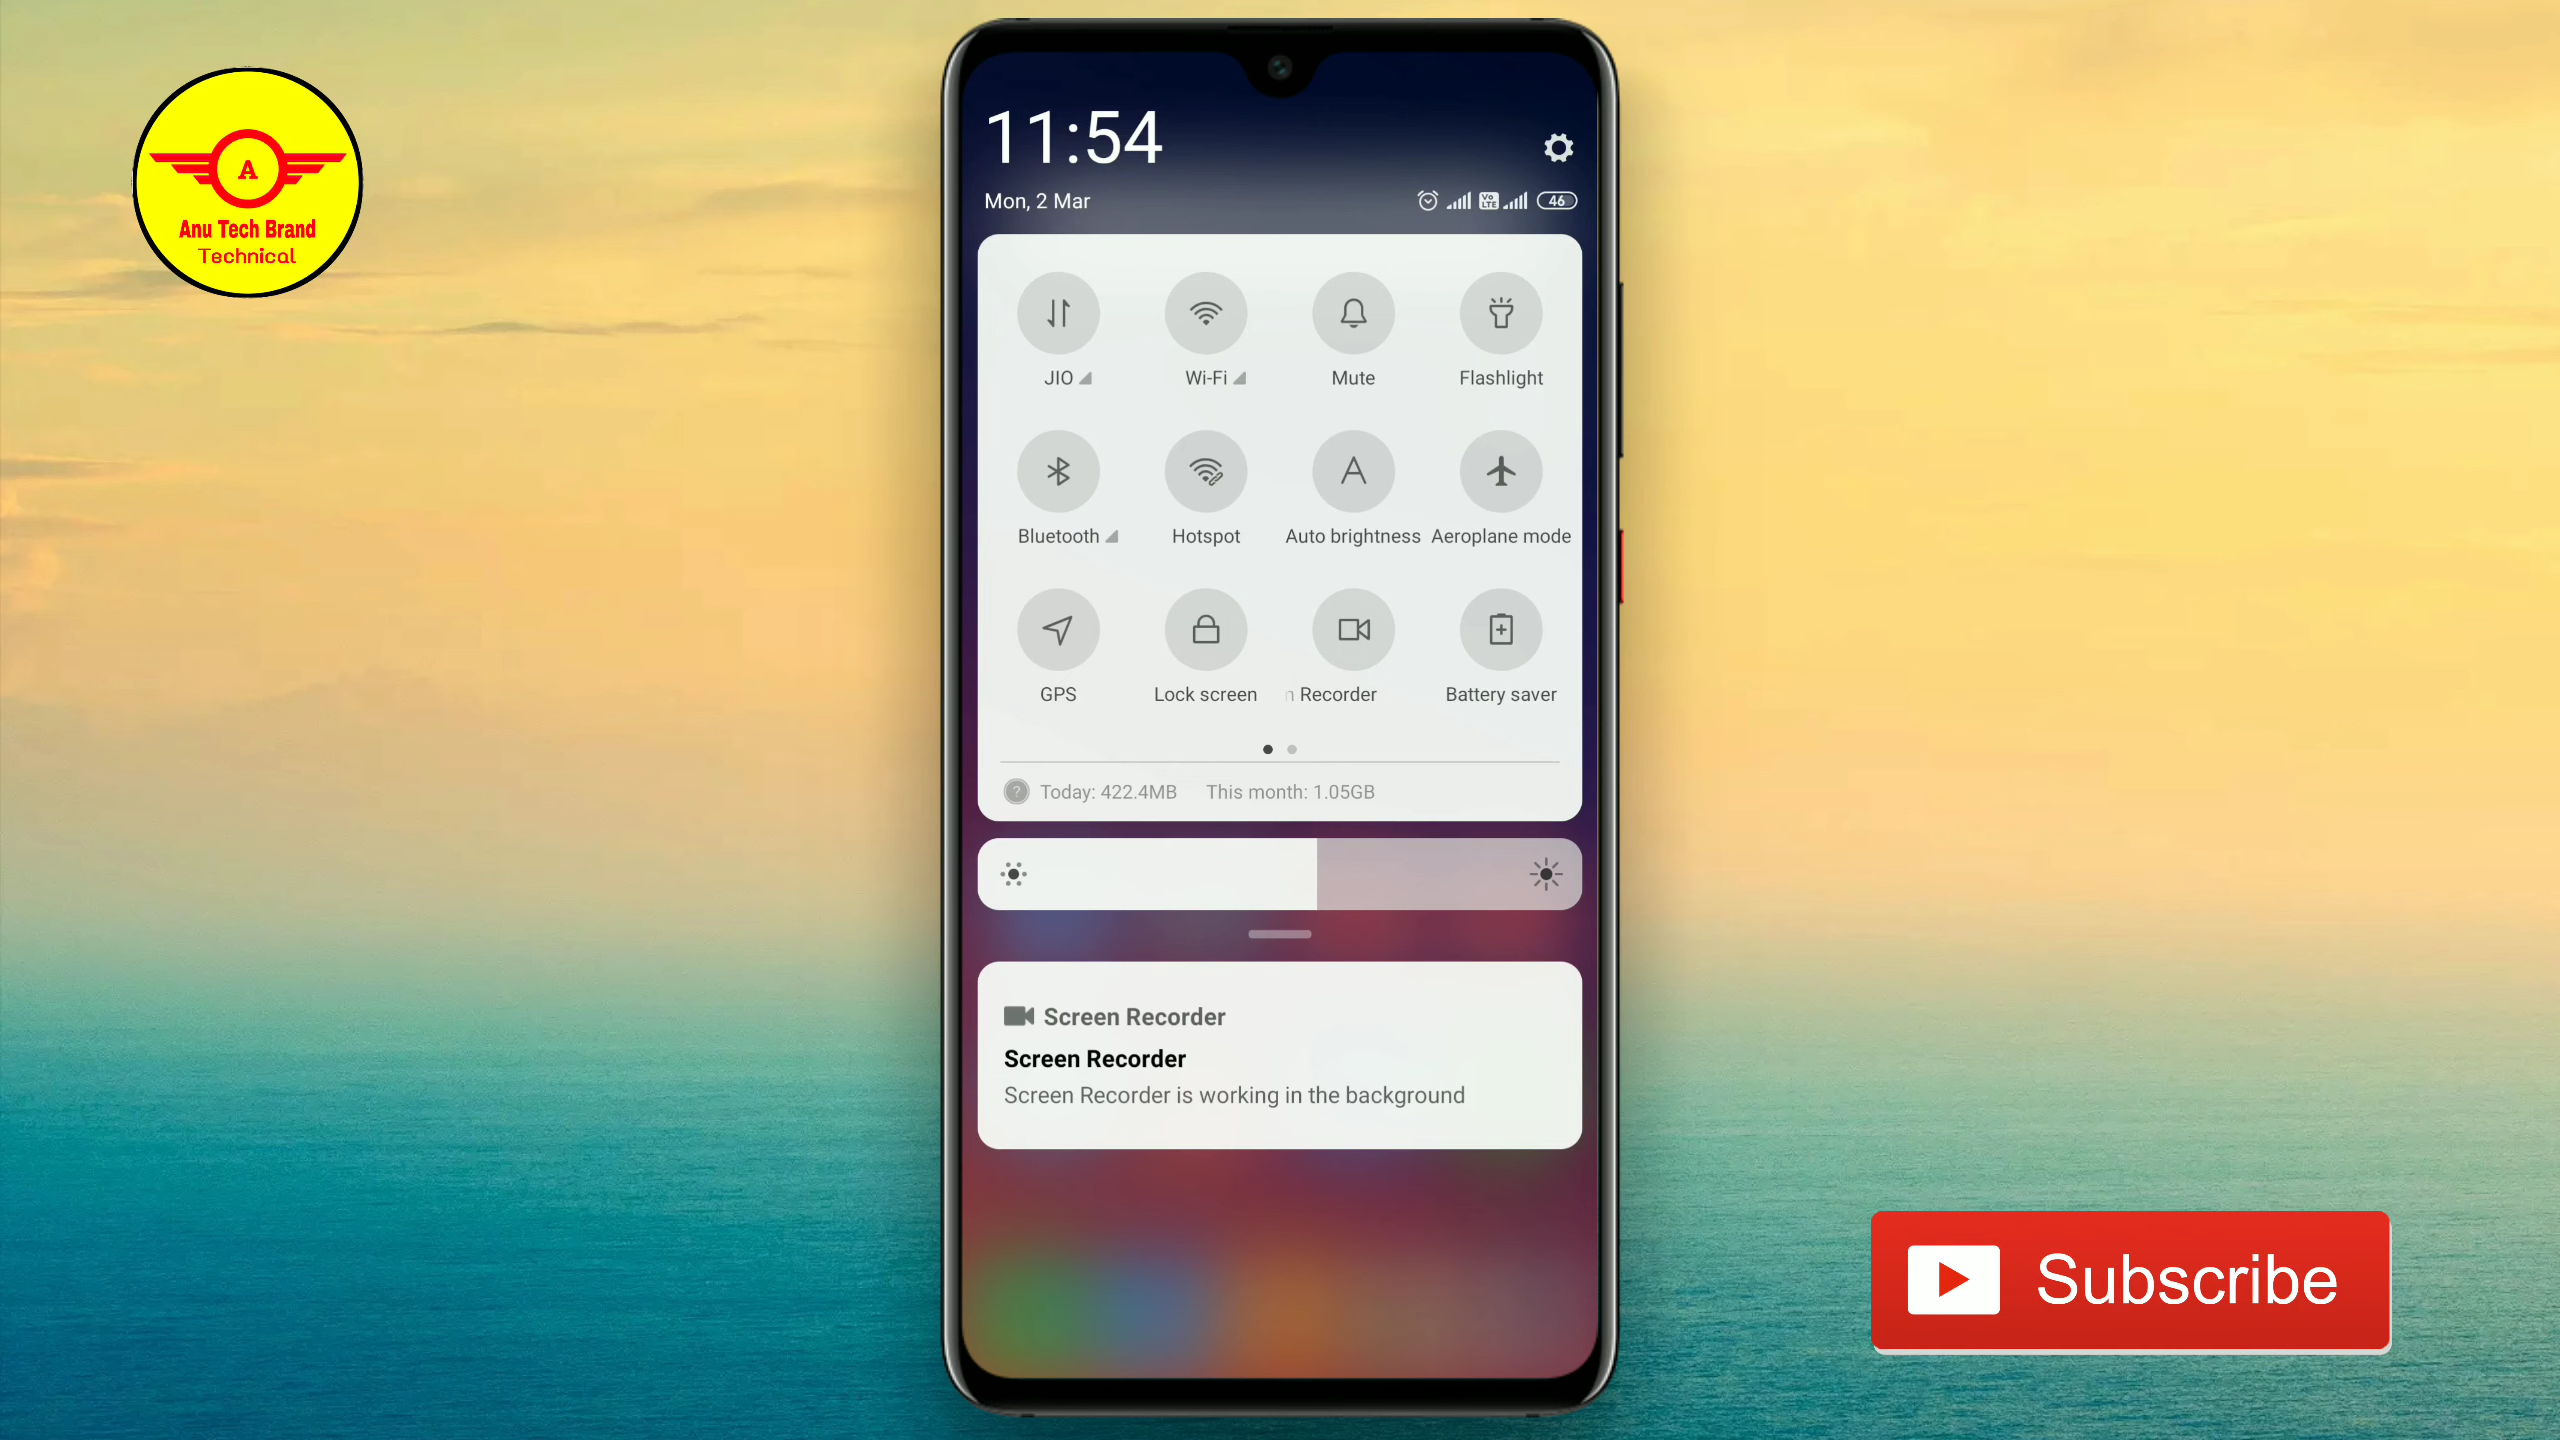 A
Anu Tech Brand
Technical
11:54
Mon, 2 Mar
Vo LTE 46
JIO Wi-Fi Mute Flashlight
A
Bluetooth Hotspot Auto brightness Aeroplane mode
GPS Lock screen n Recorder Battery saver
? Today: 422.4MB This month: 1.05GB
Screen Recorder
Screen Recorder
Screen Recorder is working in the background
Subscribe